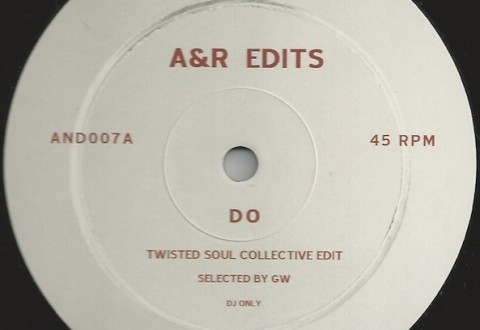 A&R EDITS
AND007A
45 RPM
DO
TWISTED SOUL COLLECTIVE EDIT
SELECTED BY GW
DJ ONLY